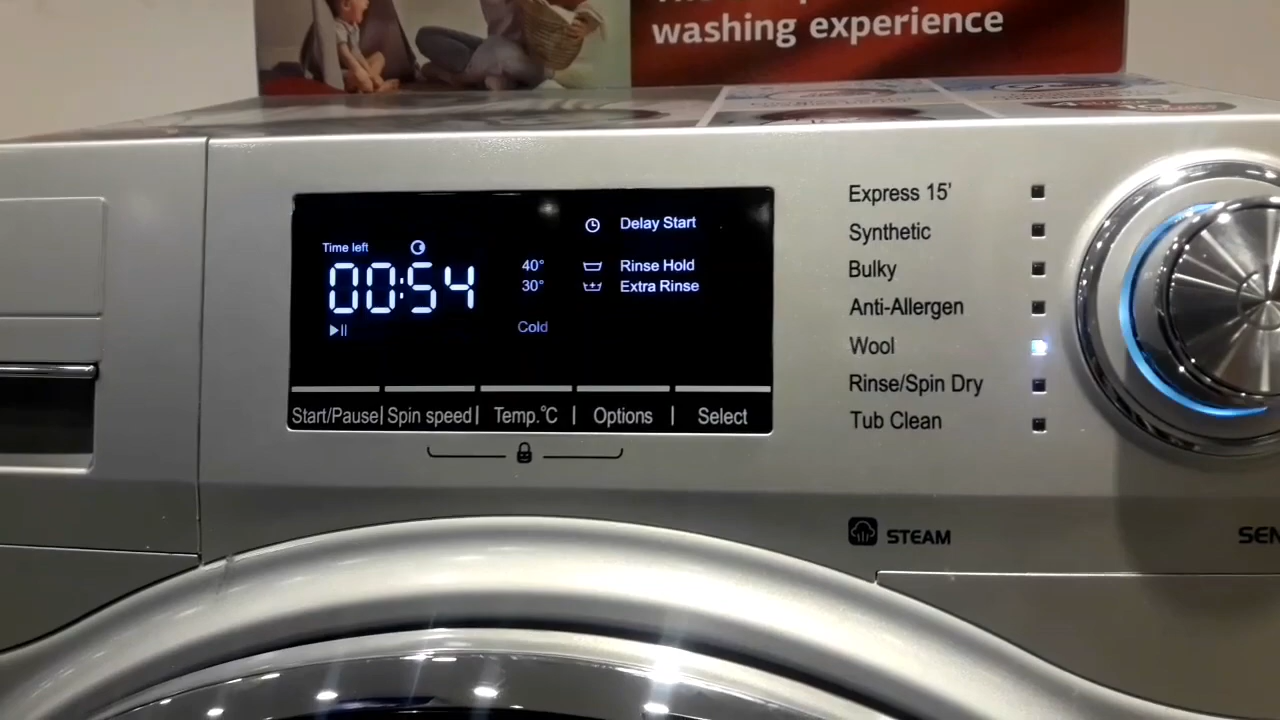 washing experience
Delay Start
Time left
00:54
40° Rinse Hold
30° Extra Rinse
Cold
Start/Pause| Spin speed| Temp.°C | Options | Select
Express 15'
Synthetic
Bulky
Anti-Allergen
Wool
Rinse/Spin Dry
Tub Clean
STEAM
SEN